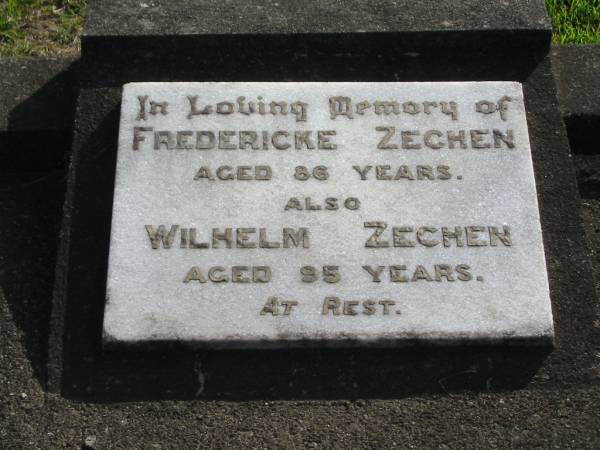 In Loving Memory of
FREDERICKE ZECHEN
AGED 86 YEARS.
ALSO
WILHELM ZECHEN
AGED 95 YEARS.
AT REST.